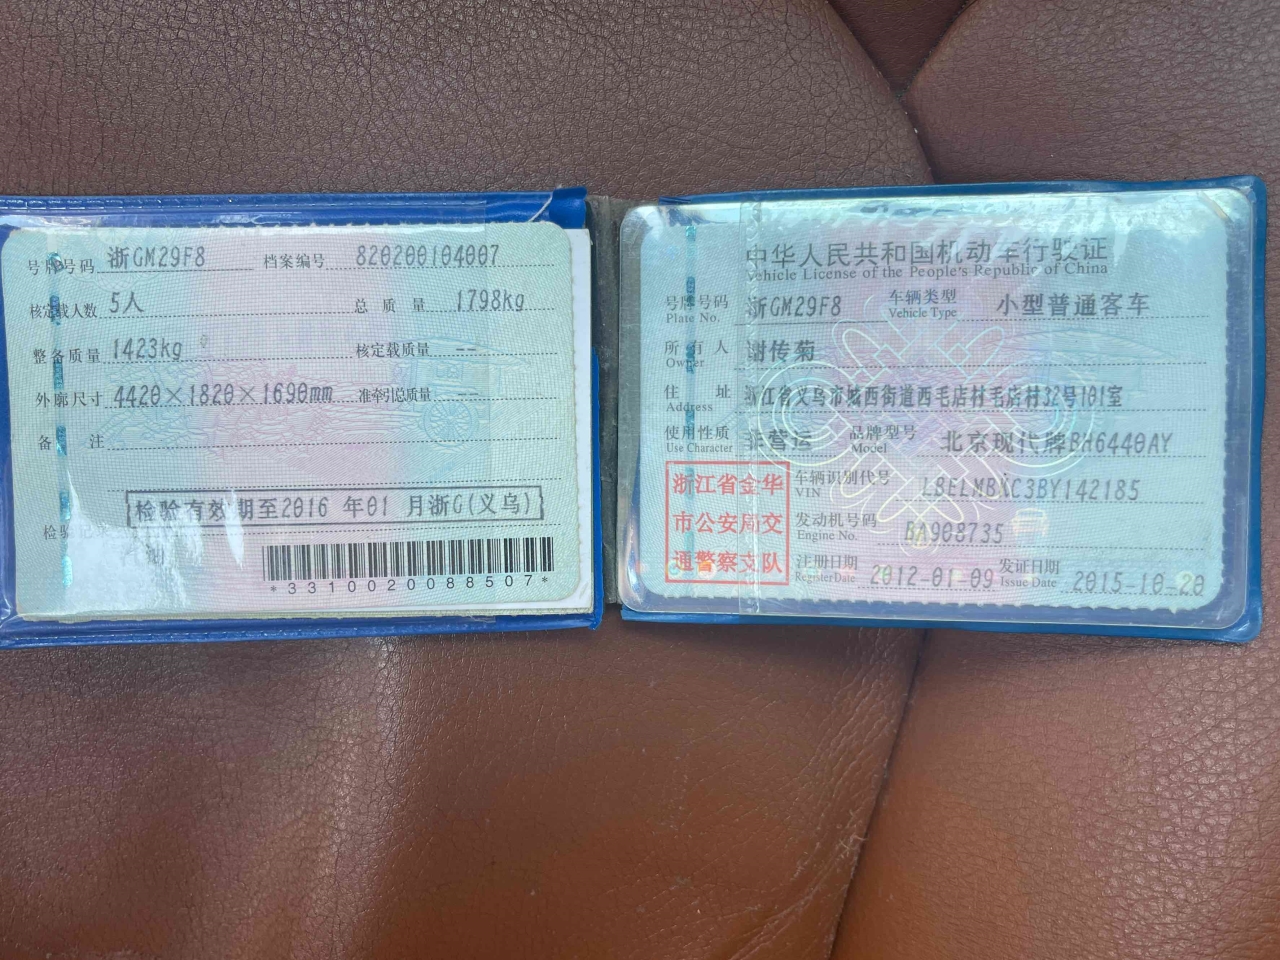 号牌号码 浙GM29F8 档案编号 820200104007
核定载人数 5人 总质量 1798kg
整备质量 1423kg 核定载质量 --
外廓尺寸 4420×1820×1690mm 准牵引总质量 --
备注
检验有效期至2016 年01 月浙G(义乌)
检验记录
*3310020088507*
中华人民共和国机动车行驶证
Vehicle License of the People's Republic of China
号牌号码 浙GM29F8 车辆类型 小型普通客车
Plate No. Vehicle Type
所有人 谢传菊
Owner
住址 浙江省义乌市城西街道西毛店村毛店村32号101室
Address
使用性质 非营运 品牌型号 北京现代牌BH6440AY
Use Character Model
浙江省金华
市公安局交
通警察支队
车辆识别代号 LBELMBKC3BY142185
VIN
发动机号码 BA908735
Engine No.
注册日期 2012-01-09 发证日期 2015-10-20
Register Date Issue Date